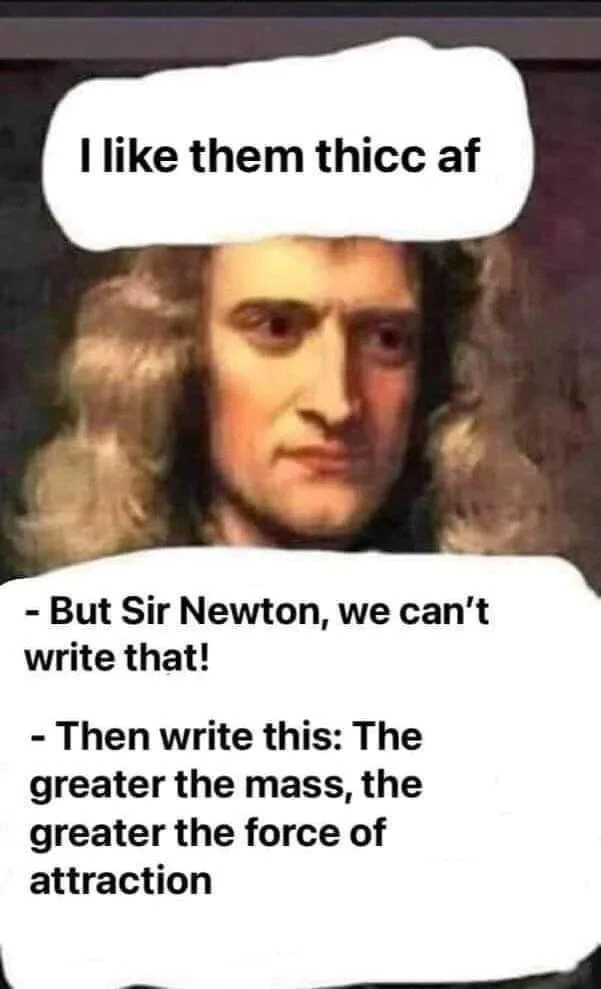 I like them thicc af
- But Sir Newton, we can't
write that!
- Then write this: The
greater the mass, the
greater the force of
attraction